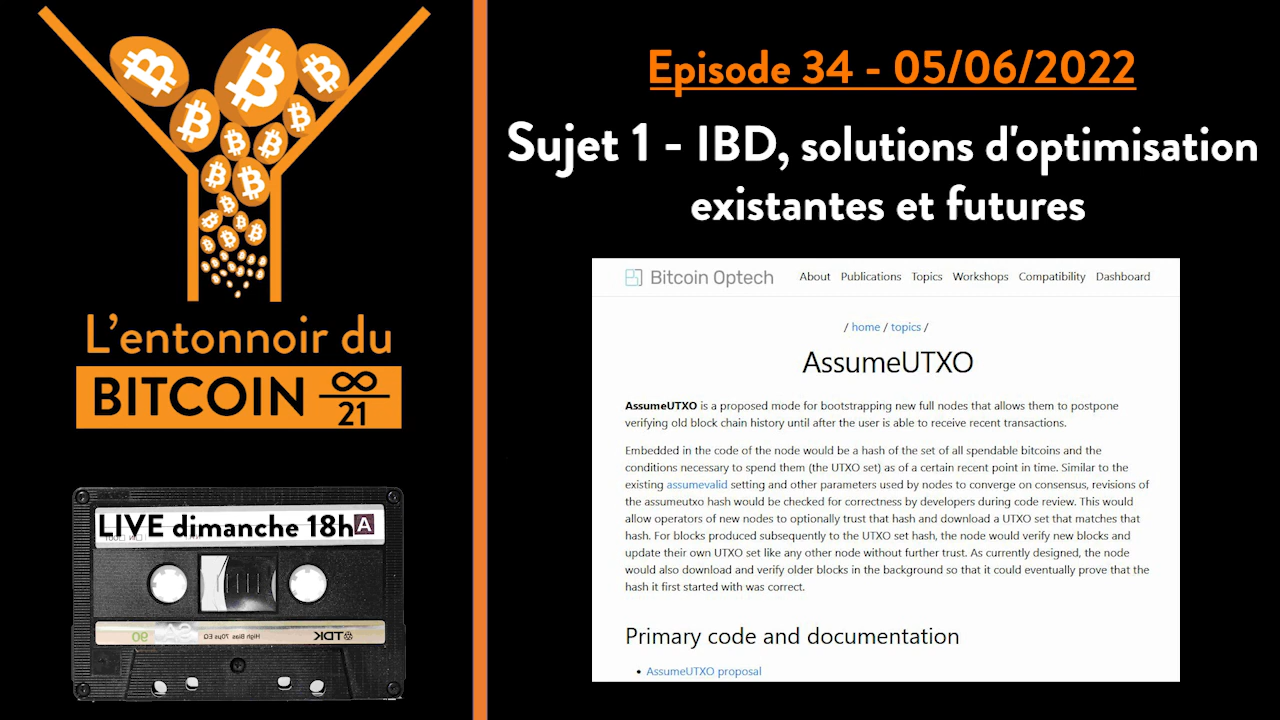 Episode 34 - 05/06/2022
Sujet 1 - IBD, solutions d'optimisation
existantes et futures
L'entonnoir du
BITCOIN ∞
21
LIVE dimanche 18h A
90
High Bias 70µs EQ
TDK
Bitcoin Optech About Publications Topics Workshops Compatibility Dashboard
/ home / topics /
AssumeUTXO
AssumeUTXO is a proposed mode for bootstrapping new full nodes that allows them to postpone
verifying old block chain history until after the user is able to receive recent transactions.
Embedded in the code of the node would be a hash of the set of all spendable bitcoins and the
conditions necessary to spend them (the UTXO set) as of a certain recent point in time. Similar to the
existing assumevalid setting and other parameters used by nodes to converge on consensus, revisions of
the assumeutxo hash would be checked for correctness by developers during code review. This would
allow operators of new nodes to optionally trust that hash and download a UTXO set that matches that
hash. For blocks produced subsequently to the UTXO set hash, the node would verify new blocks and
update their own UTXO set like any other node without further trust. As currently designed, the node
would also download and verify older blocks in the background so that it could eventually prove that the
hash it first started with was correct.
Primary code and documentation
• AssumeUTXO proposal